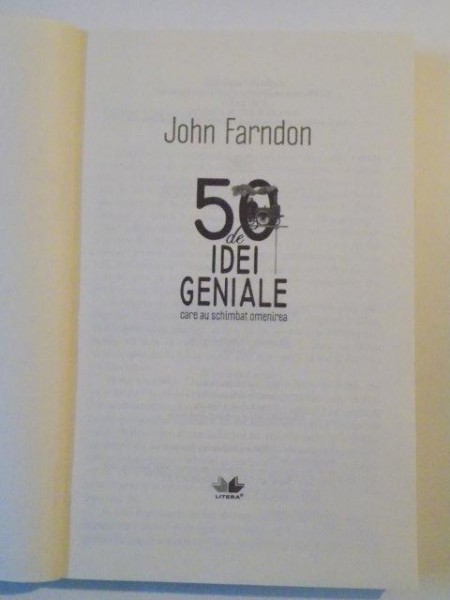 John Farndon
50
de
IDEI
GENIALE
care au schimbat omenirea
LITERA®